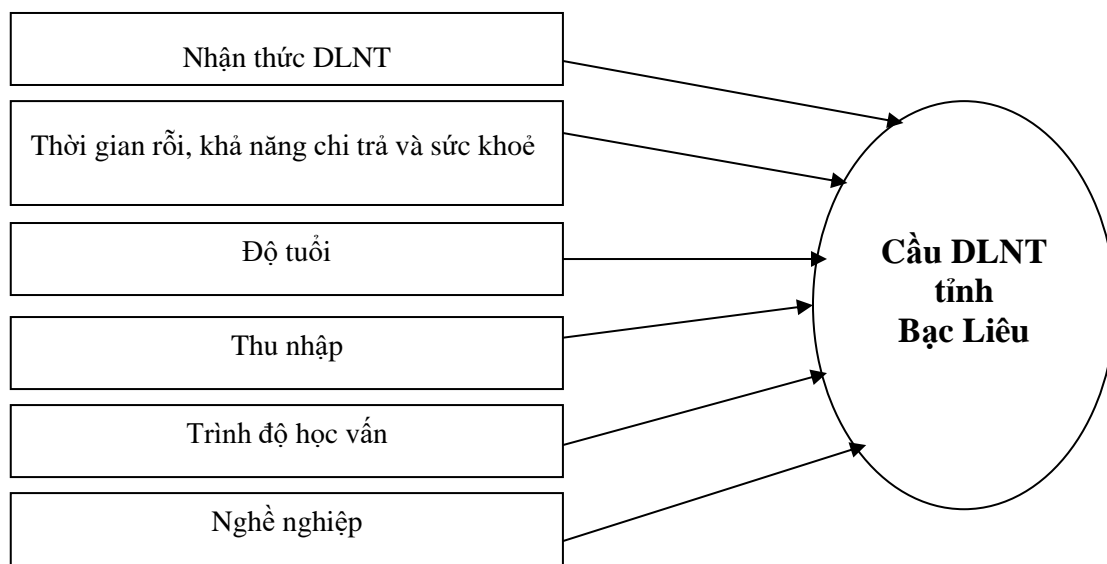 Nhận thức DLNT
Thời gian rỗi, khả năng chi trả và sức khoẻ
Độ tuổi
Thu nhập
Trình độ học vấn
Nghề nghiệp
Cầu DLNT
tỉnh
Bạc Liêu